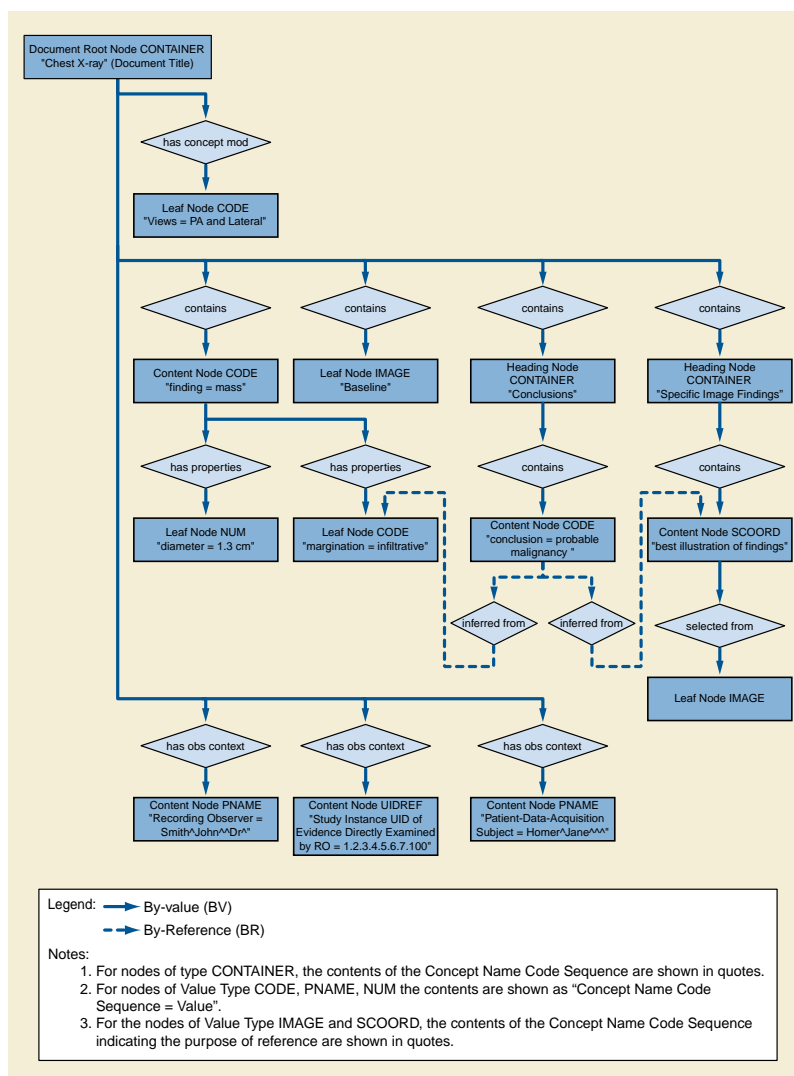 Document Root Node CONTAINER
"Chest X-ray" (Document Title)
has concept mod
Leaf Node CODE
"Views = PA and Lateral"
contains
contains
contains
contains
Content Node CODE
"finding = mass"
Leaf Node IMAGE
"Baseline"
Heading Node
CONTAINER
"Conclusions"
Heading Node
CONTAINER
"Specific Image Findings"
has properties
has properties
contains
contains
Leaf Node NUM
"diameter = 1.3 cm"
Leaf Node CODE
"margination = infiltrative"
Content Node CODE
"conclusion = probable
malignancy "
Content Node SCOORD
"best illustration of findings"
inferred from
inferred from
selected from
Leaf Node IMAGE
has obs context
has obs context
has obs context
Content Node PNAME
"Recording Observer =
Smith^John^^Dr^"
Content Node UIDREF
"Study Instance UID of
Evidence Directly Examined
by RO = 1.2.3.4.5.6.7.100"
Content Node PNAME
"Patient-Data-Acquisition
Subject = Homer^Jane^^^"
Legend:
By-value (BV)
By-Reference (BR)
Notes:
1. For nodes of type CONTAINER, the contents of the Concept Name Code Sequence are shown in quotes.
2. For nodes of Value Type CODE, PNAME, NUM the contents are shown as “Concept Name Code
Sequence = Value”.
3. For the nodes of Value Type IMAGE and SCOORD, the contents of the Concept Name Code Sequence
indicating the purpose of reference are shown in quotes.